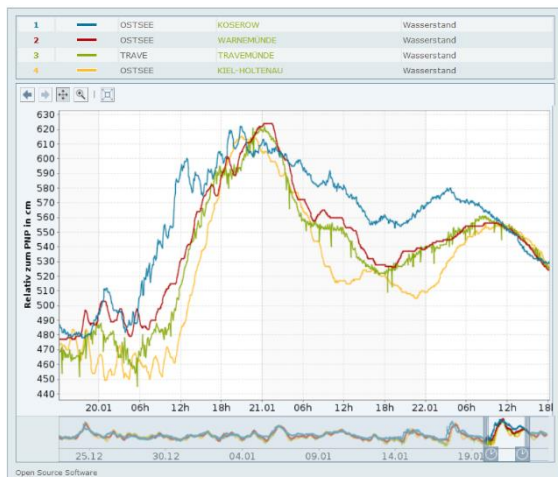 1 OSTSEE KOSEROW Wasserstand
2 OSTSEE WARNEMÜNDE Wasserstand
3 TRAVE TRAVEMÜNDE Wasserstand
4 OSTSEE KIEL-HOLTENAU Wasserstand
Relativ zum PNP in cm
630
620
610
600
590
580
570
560
550
540
530
520
510
500
490
480
470
460
450
440
20.01 06h 12h 18h 21.01 06h 12h 18h 22.01 06h 12h 18h
25.12 30.12 04.01 09.01 14.01 19.01
Open Source Software